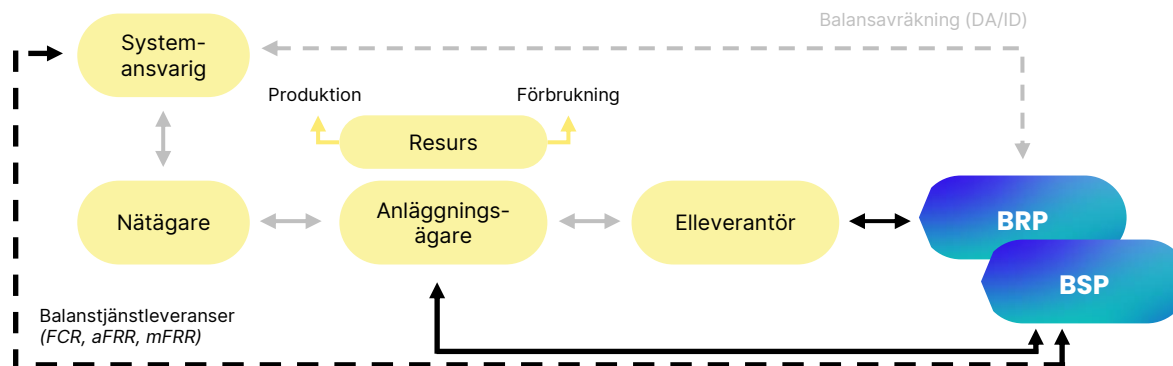 Balansavräkning (DA/ID)
System-
ansvarig
Produktion
Förbrukning
Resurs
Nätägare
Anläggnings-
ägare
Elleverantör
BRP
BSP
Balanstjänstleveranser
(FCR, aFRR, mFRR)